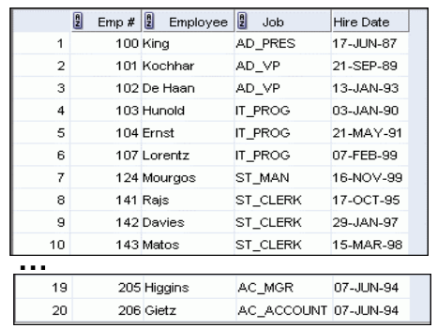 Emp # Employee Job Hire Date
1 100 King AD_PRES 17-JUN-87
2 101 Kochhar AD_VP 21-SEP-89
3 102 De Haan AD_VP 13-JAN-93
4 103 Hunold IT_PROG 03-JAN-90
5 104 Ernst IT_PROG 21-MAY-91
6 107 Lorentz IT_PROG 07-FEB-99
7 124 Mourgos ST_MAN 16-NOV-99
8 141 Rajs ST_CLERK 17-OCT-95
9 142 Davies ST_CLERK 29-JAN-97
10 143 Matos ST_CLERK 15-MAR-98
...
19 205 Higgins AC_MGR 07-JUN-94
20 206 Gietz AC_ACCOUNT 07-JUN-94